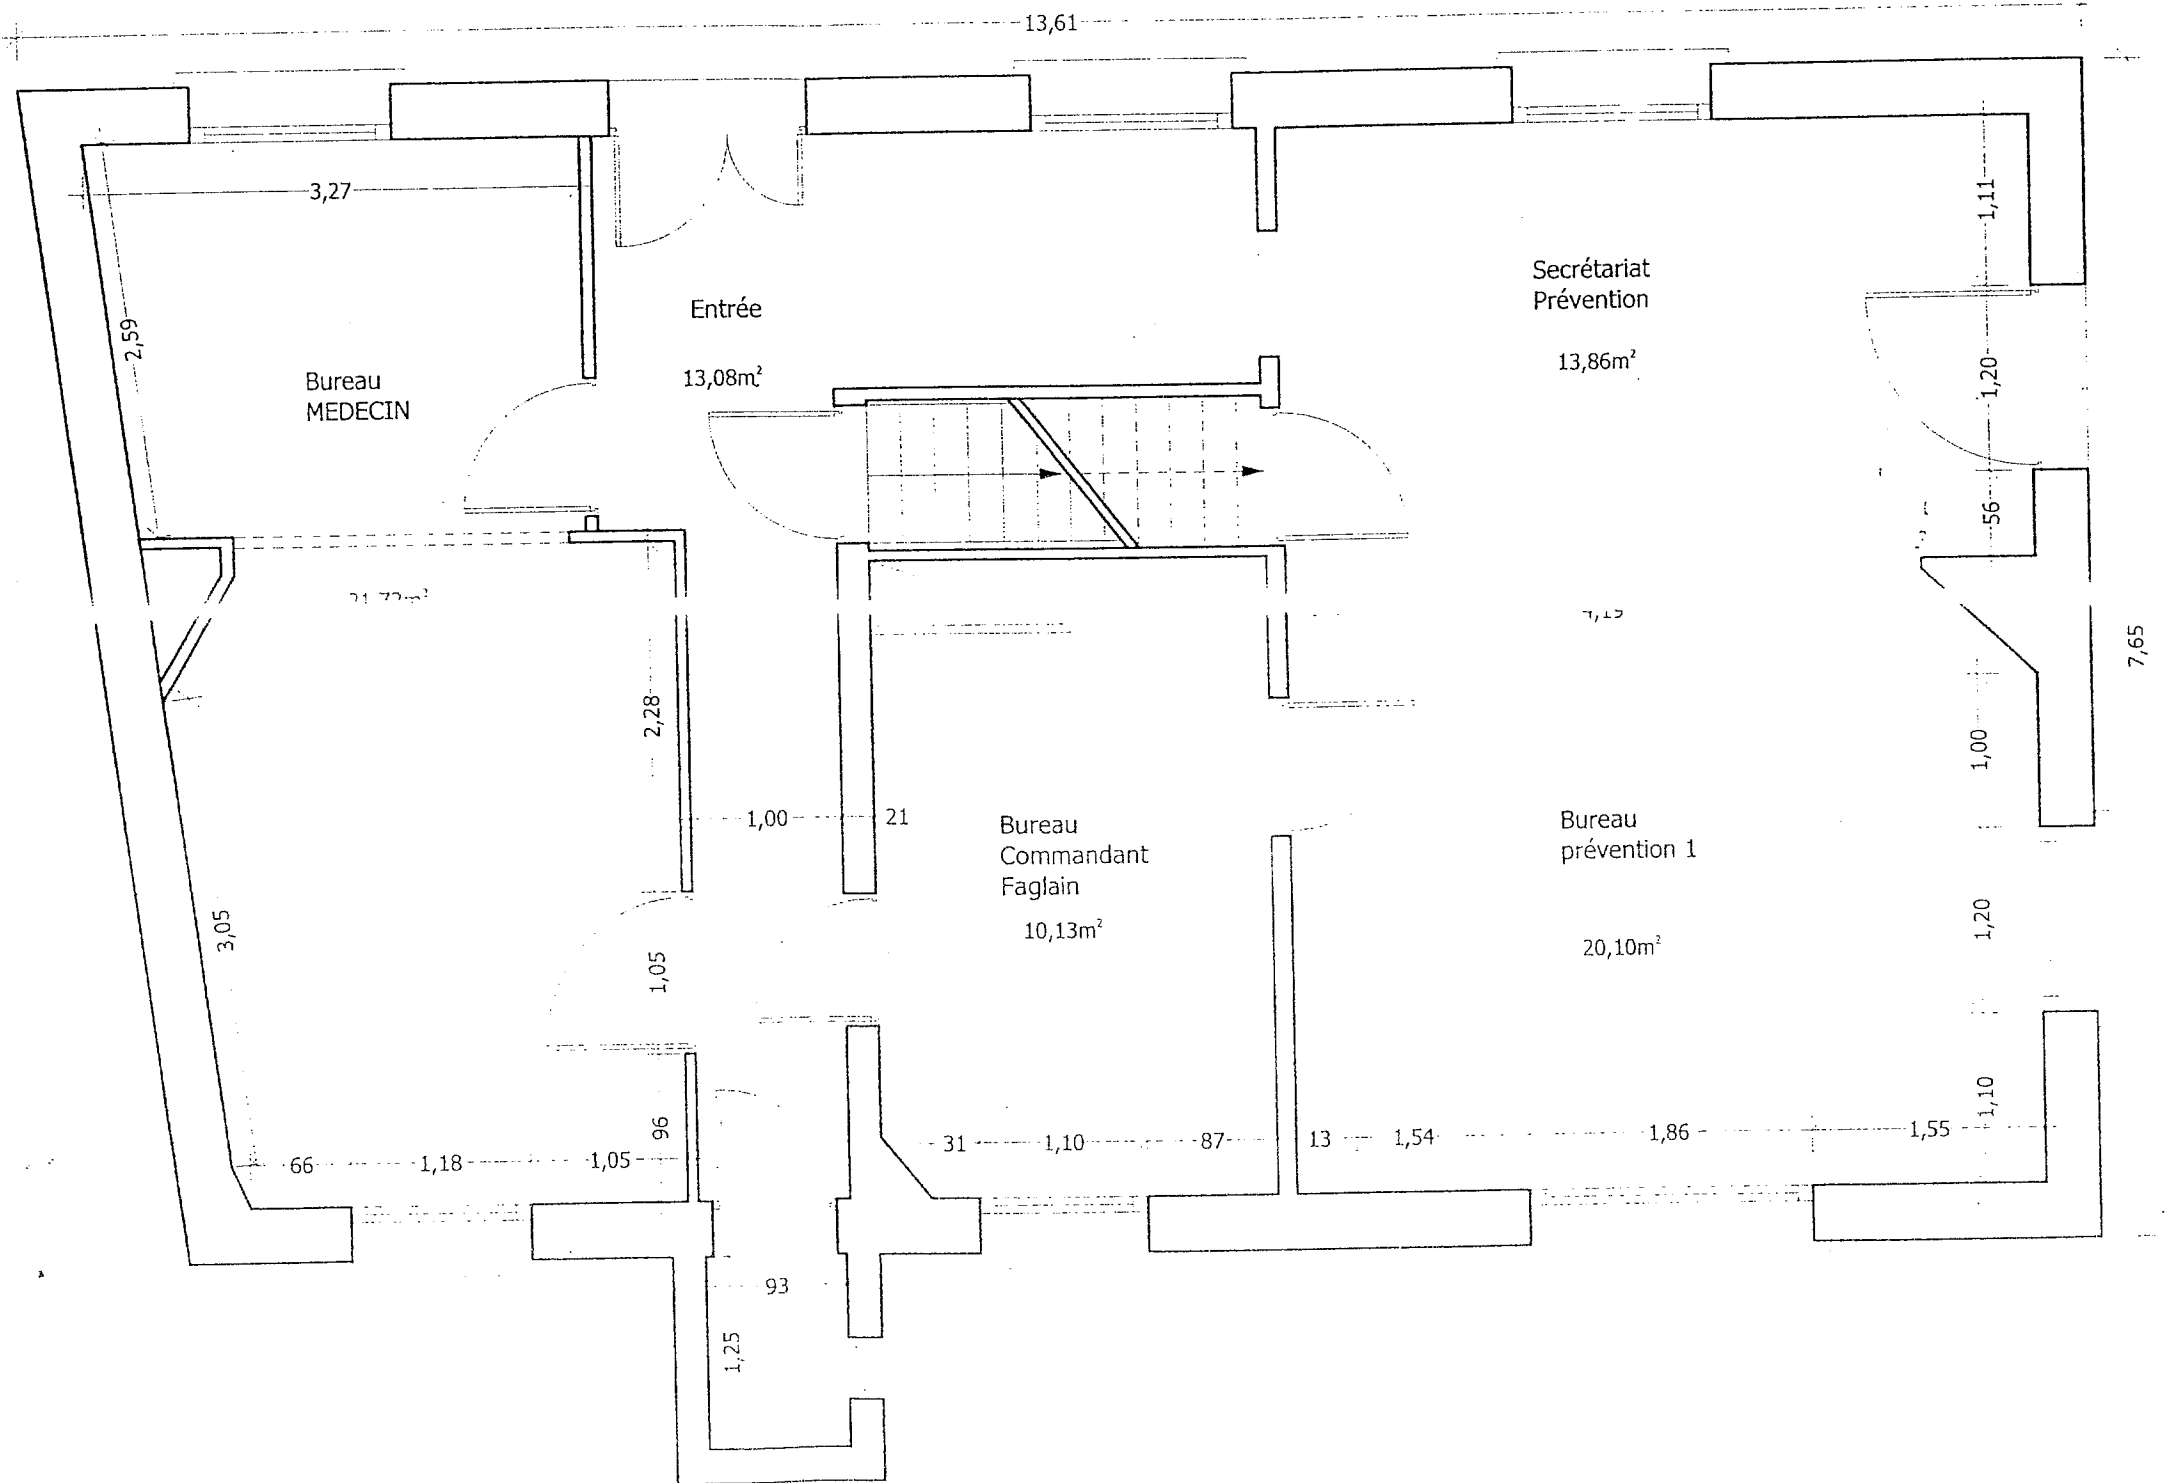 13,61
3,27
1,11
Secrétariat
Prévention
Entrée
2,59
13,86m²
13,08m²
1,20
Bureau
MEDECIN
56
7,65
2,28
1,00
1,00
21
Bureau
Commandant
Faglain
10,13m²
Bureau
prévention 1
20,10m²
3,05
1,20
1,05
1,10
96
31
1,10
87
13
1,54
1,86
1,55
66
1,18
1,05
93
1,25